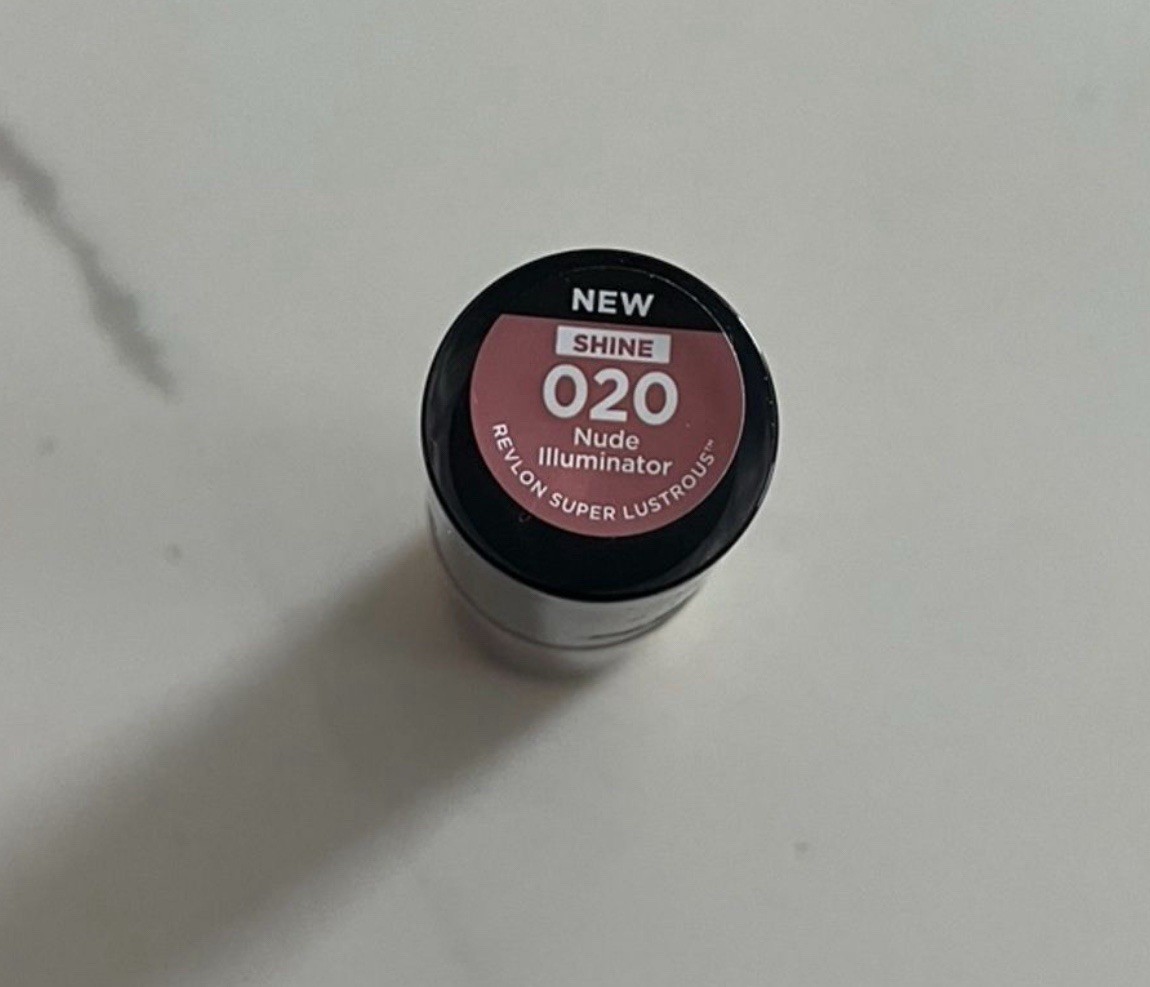 NEW
SHINE
020
Nude
Illuminator
REVLON SUPER LUSTROUS™